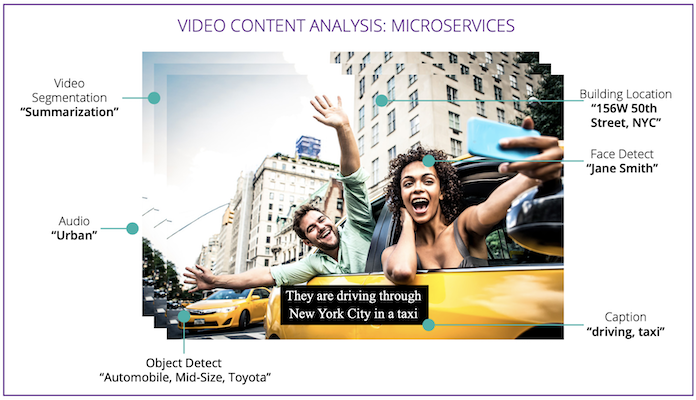 VIDEO CONTENT ANALYSIS: MICROSERVICES
Video
Segmentation
“Summarization”
Building Location
“156W 50th
Street, NYC”
Face Detect
“Jane Smith”
Audio
“Urban”
They are driving through
New York City in a taxi
Caption
“driving, taxi”
Object Detect
“Automobile, Mid-Size, Toyota”